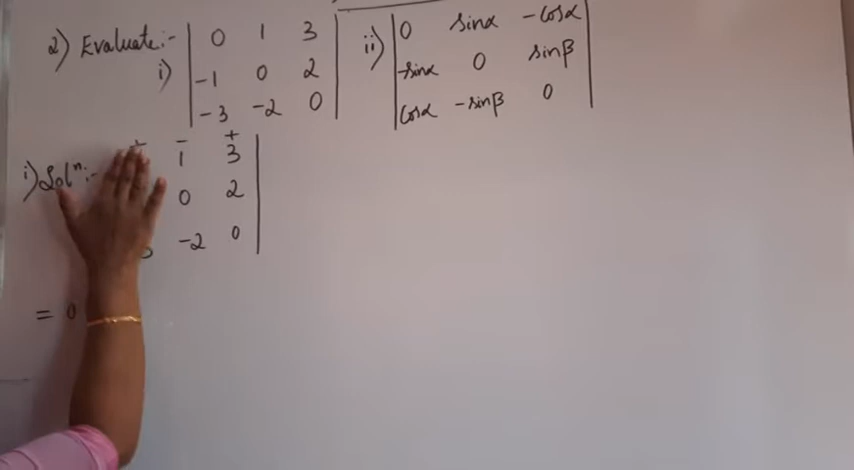 2) Evaluate:- i) | 0 1 3 | ii) | 0 sinα -cosα |
| -1 0 2 | | -sinα 0 sinβ |
| -3 -2 0 | | cosα -sinβ 0 |
+ - +
i) Solⁿ:- 1 3 |
0 2 |
-2 0 |
= 0